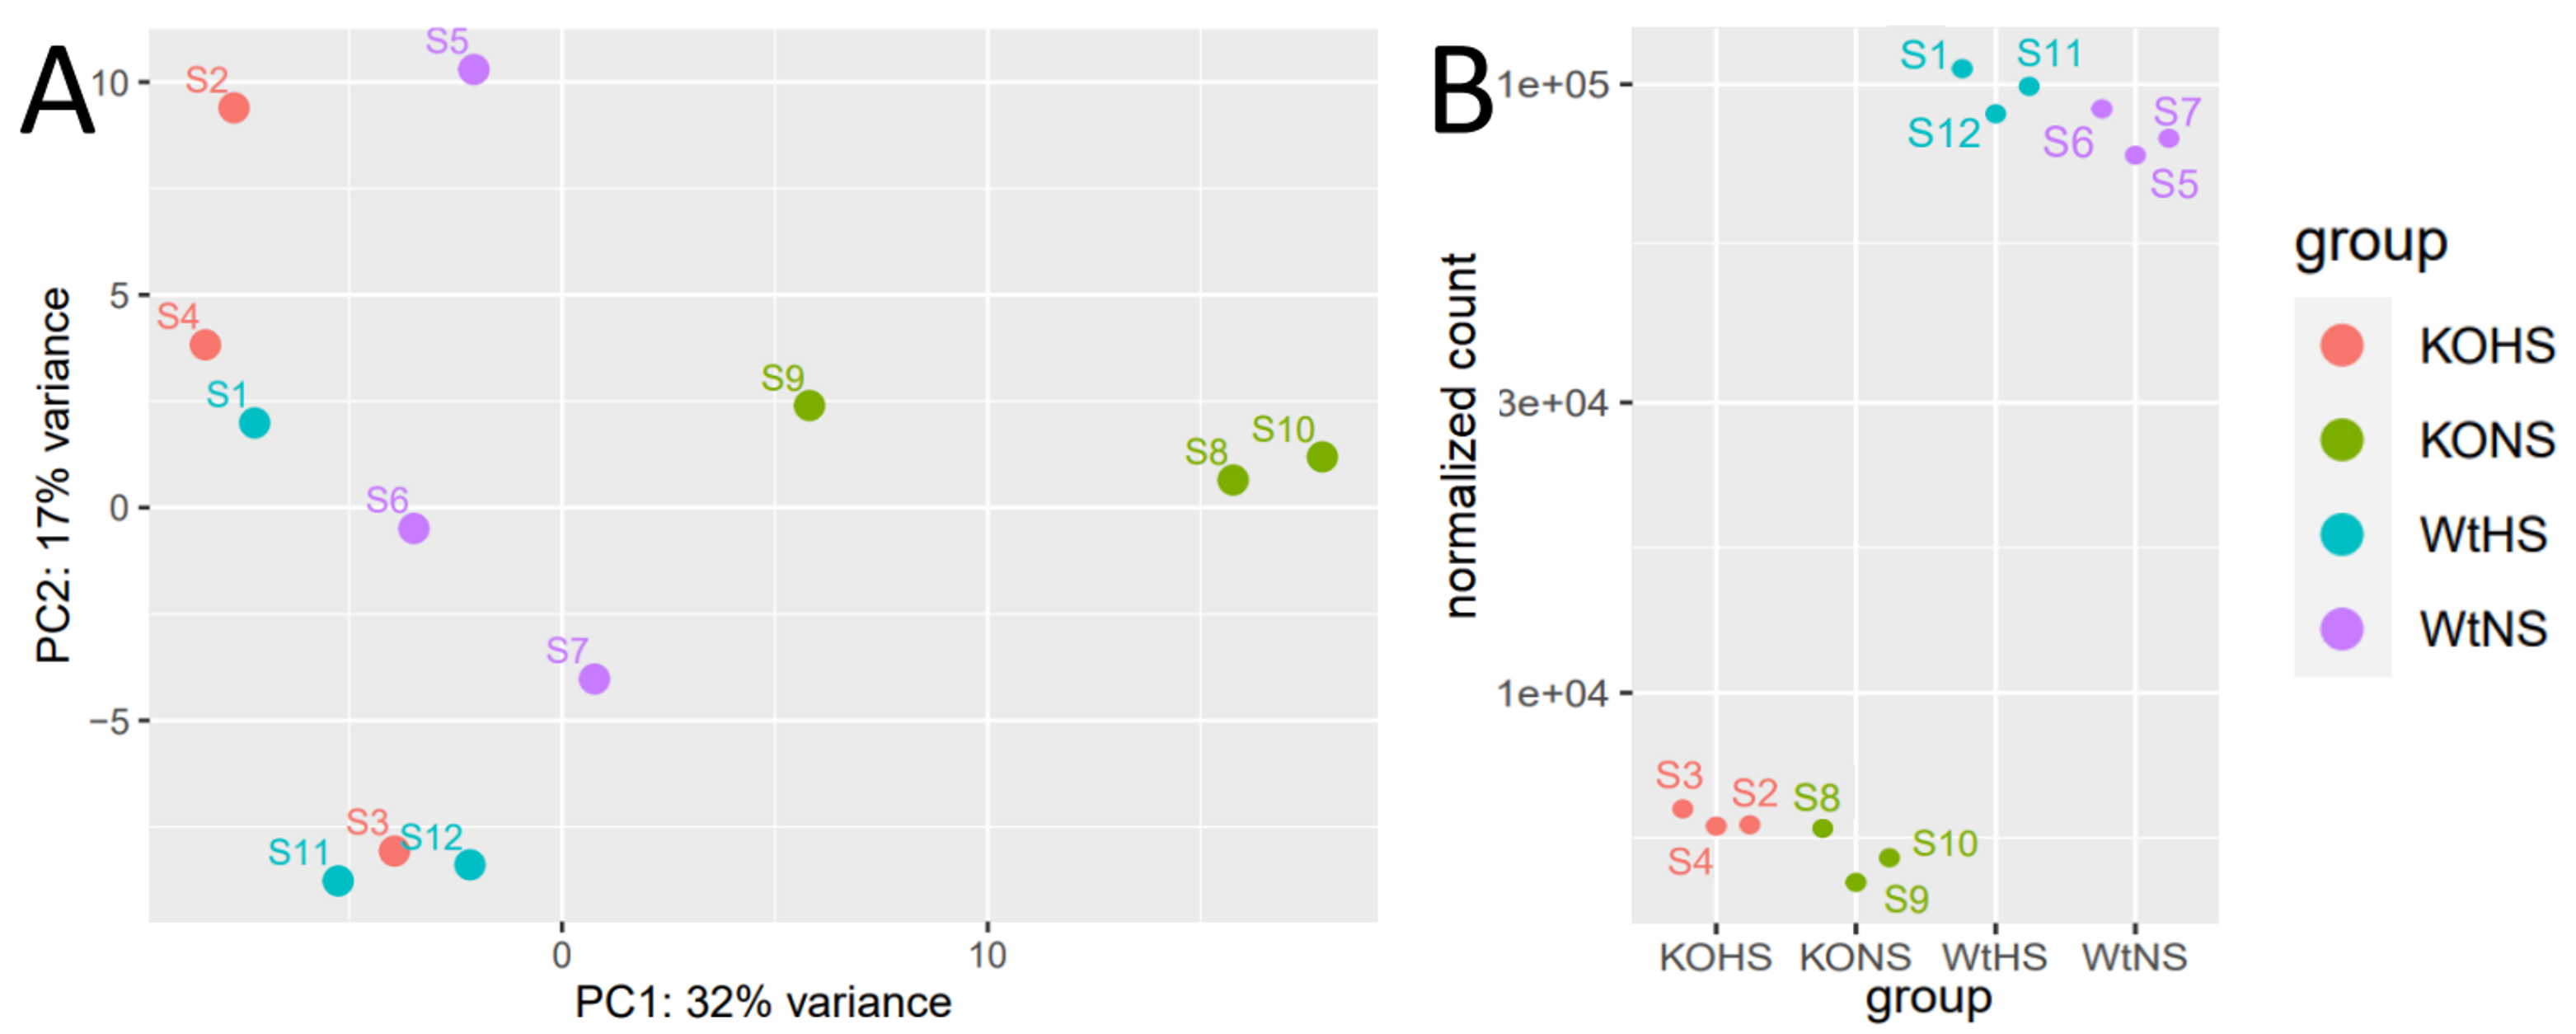 A
PC2: 17% variance
10
5
0
−5
S2
S5
S4
S1
S9
S10
S8
S6
S7
S3
S12
S11
0
10
PC1: 32% variance
B
normalized count
1e+05
3e+04
1e+04
S1
S11
S12
S7
S6
S5
S3
S2
S8
S4
S10
S9
KOHS
KONS
WtHS
WtNS
group
group
KOHS
KONS
WtHS
WtNS